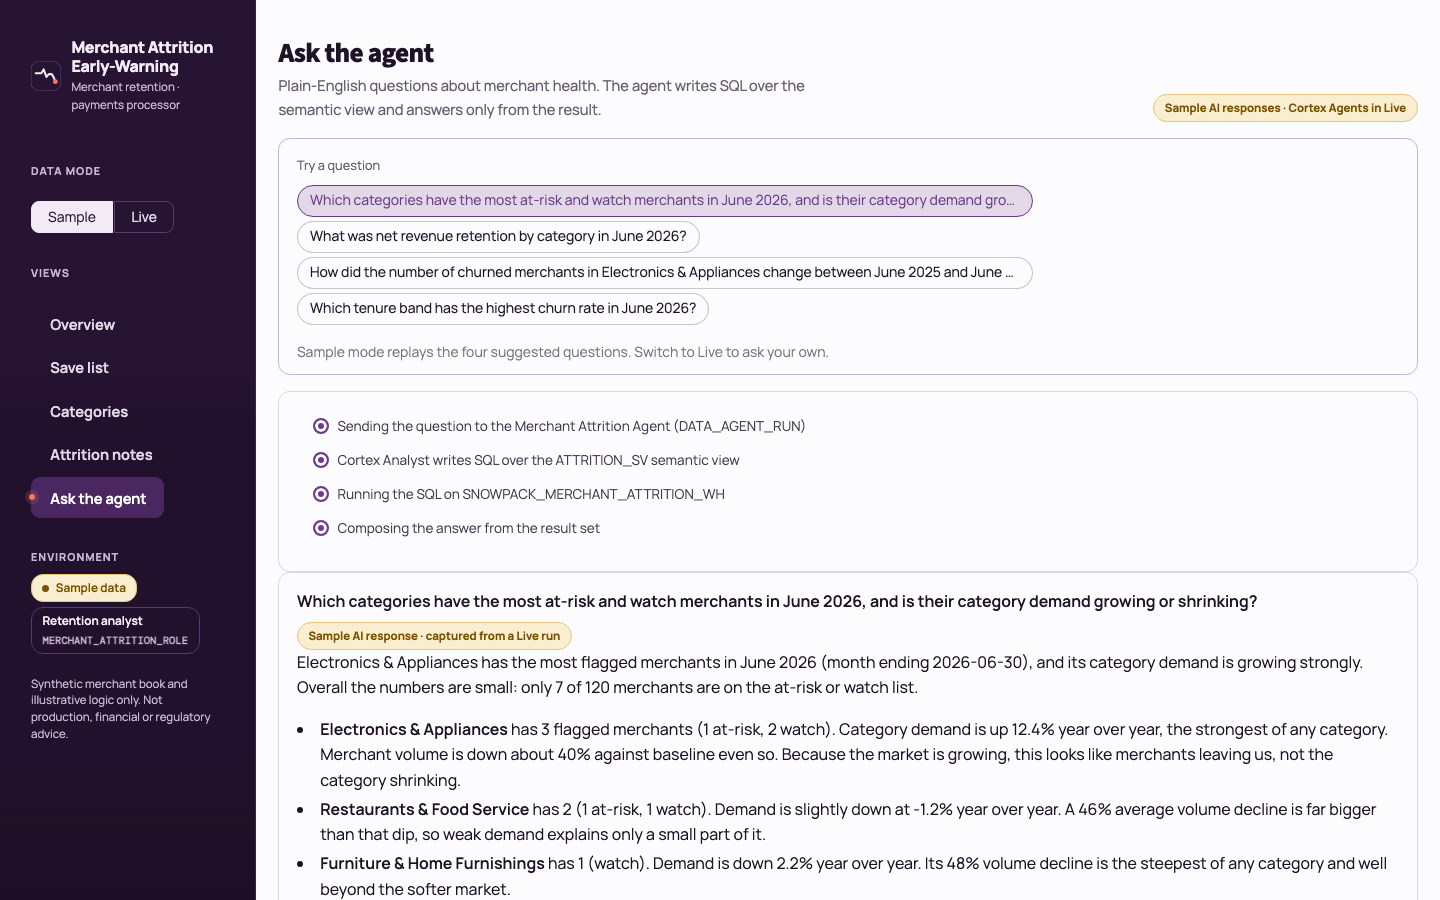 Merchant Attrition
Early-Warning
Merchant retention ·
payments processor
DATA MODE
Sample
Live
VIEWS
Overview
Save list
Categories
Attrition notes
Ask the agent
ENVIRONMENT
Sample data
Retention analyst
MERCHANT_ATTRITION_ROLE
Synthetic merchant book and
illustrative logic only. Not
production, financial or regulatory
advice.
Ask the agent
Plain-English questions about merchant health. The agent writes SQL over the
semantic view and answers only from the result.
Sample AI responses · Cortex Agents in Live
Try a question
Which categories have the most at-risk and watch merchants in June 2026, and is their category demand gro...
What was net revenue retention by category in June 2026?
How did the number of churned merchants in Electronics & Appliances change between June 2025 and June ...
Which tenure band has the highest churn rate in June 2026?
Sample mode replays the four suggested questions. Switch to Live to ask your own.
Sending the question to the Merchant Attrition Agent (DATA_AGENT_RUN)
Cortex Analyst writes SQL over the ATTRITION_SV semantic view
Running the SQL on SNOWPACK_MERCHANT_ATTRITION_WH
Composing the answer from the result set
Which categories have the most at-risk and watch merchants in June 2026, and is their category demand growing or shrinking?
Sample AI response · captured from a Live run
Electronics & Appliances has the most flagged merchants in June 2026 (month ending 2026-06-30), and its category demand is growing strongly.
Overall the numbers are small: only 7 of 120 merchants are on the at-risk or watch list.
• Electronics & Appliances has 3 flagged merchants (1 at-risk, 2 watch). Category demand is up 12.4% year over year, the strongest of any category.
Merchant volume is down about 40% against baseline even so. Because the market is growing, this looks like merchants leaving us, not the
category shrinking.
• Restaurants & Food Service has 2 (1 at-risk, 1 watch). Demand is slightly down at -1.2% year over year. A 46% average volume decline is far bigger
than that dip, so weak demand explains only a small part of it.
• Furniture & Home Furnishings has 1 (watch). Demand is down 2.2% year over year. Its 48% volume decline is the steepest of any category and well
beyond the softer market.